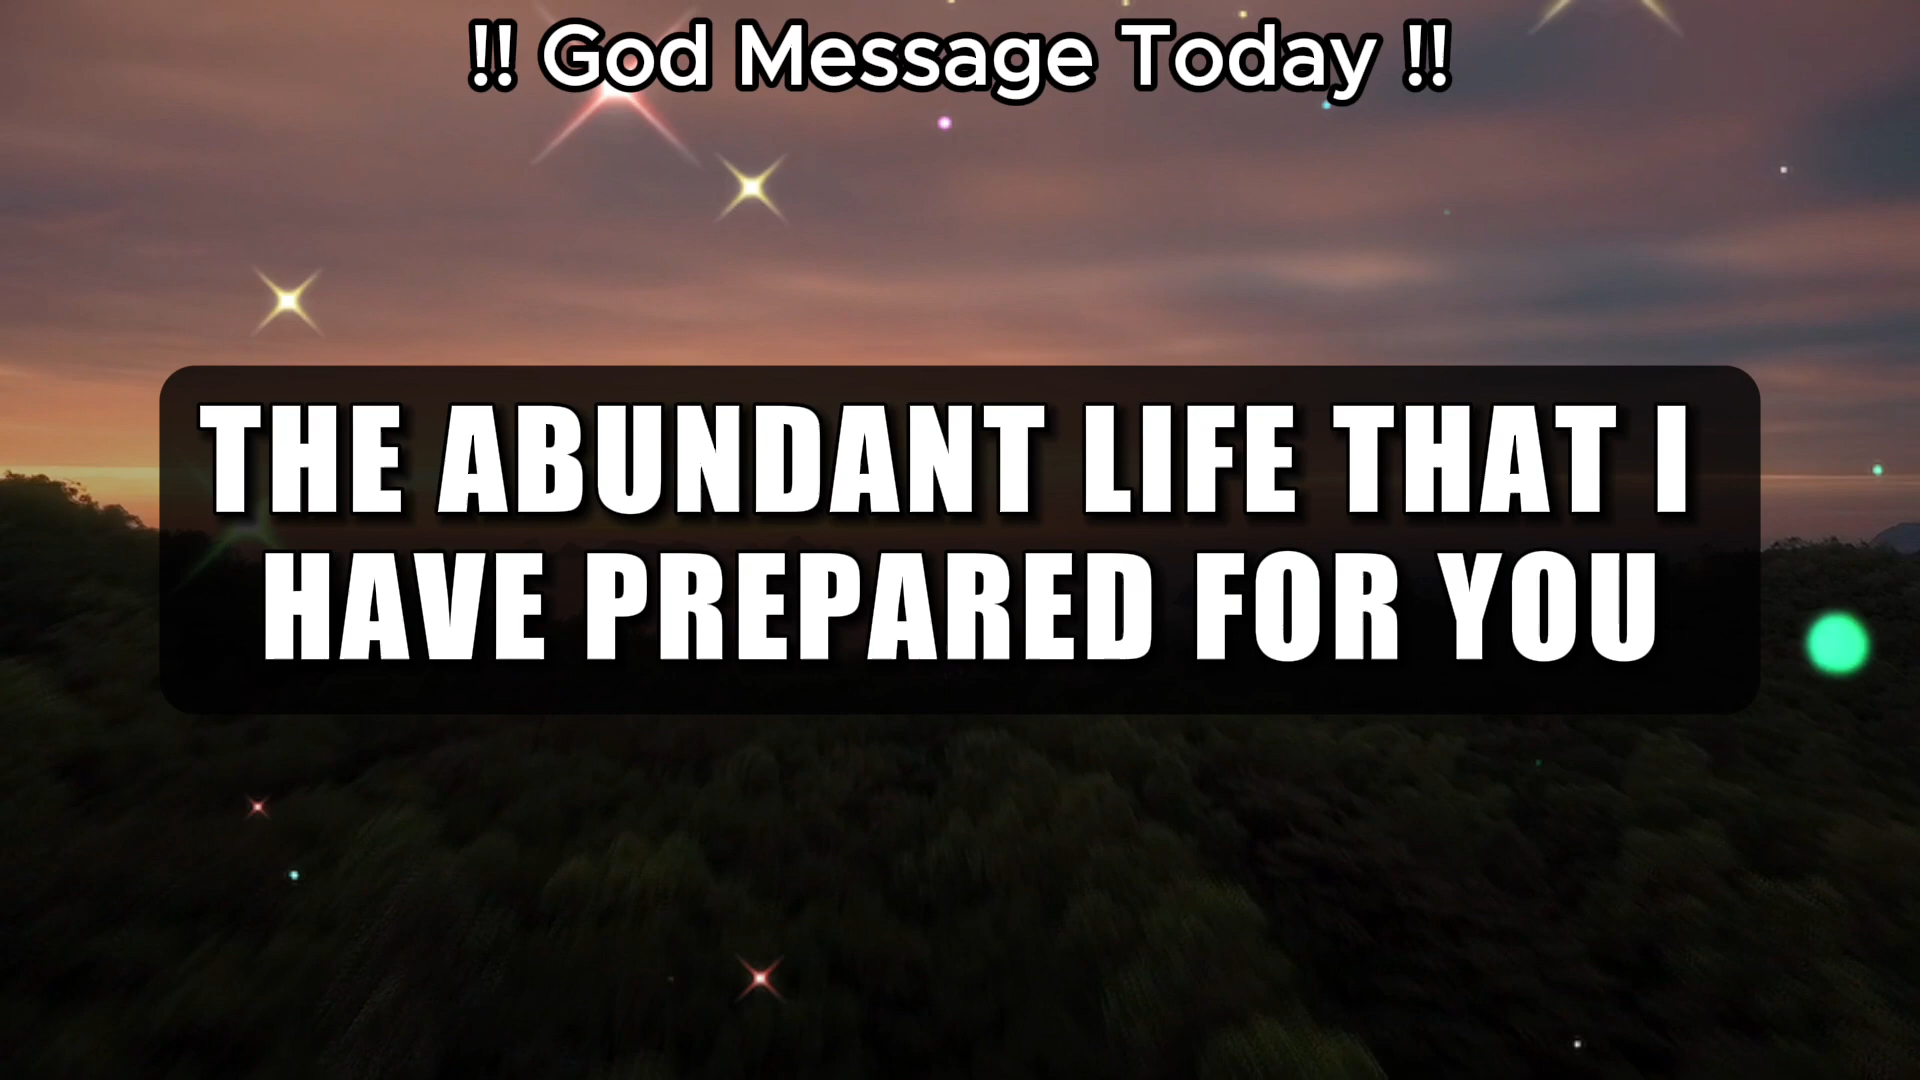 !! God Message Today !!
THE ABUNDANT LIFE THAT I
HAVE PREPARED FOR YOU